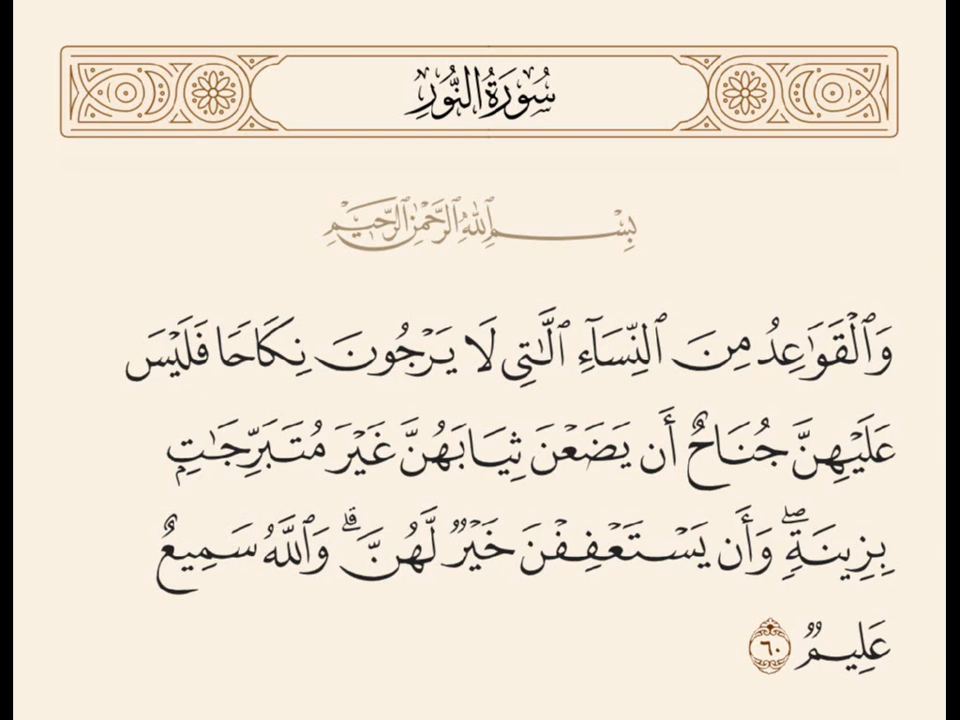 سُورَةُ النُّورِ
بِسْمِ ٱللَّهِ ٱلرَّحْمَٰنِ ٱلرَّحِيمِ
وَٱلْقَوَٰعِدُ مِنَ ٱلنِّسَآءِ ٱلَّٰتِى لَا يَرْجُونَ نِكَاحًا فَلَيْسَ
عَلَيْهِنَّ جُنَاحٌ أَن يَضَعْنَ ثِيَابَهُنَّ غَيْرَ مُتَبَرِّجَٰتٍۭ
بِزِينَةٍۖ وَأَن يَسْتَعْفِفْنَ خَيْرٌ لَّهُنَّۗ وَٱللَّهُ سَمِيعٌ
عَلِيمٌ ٦٠